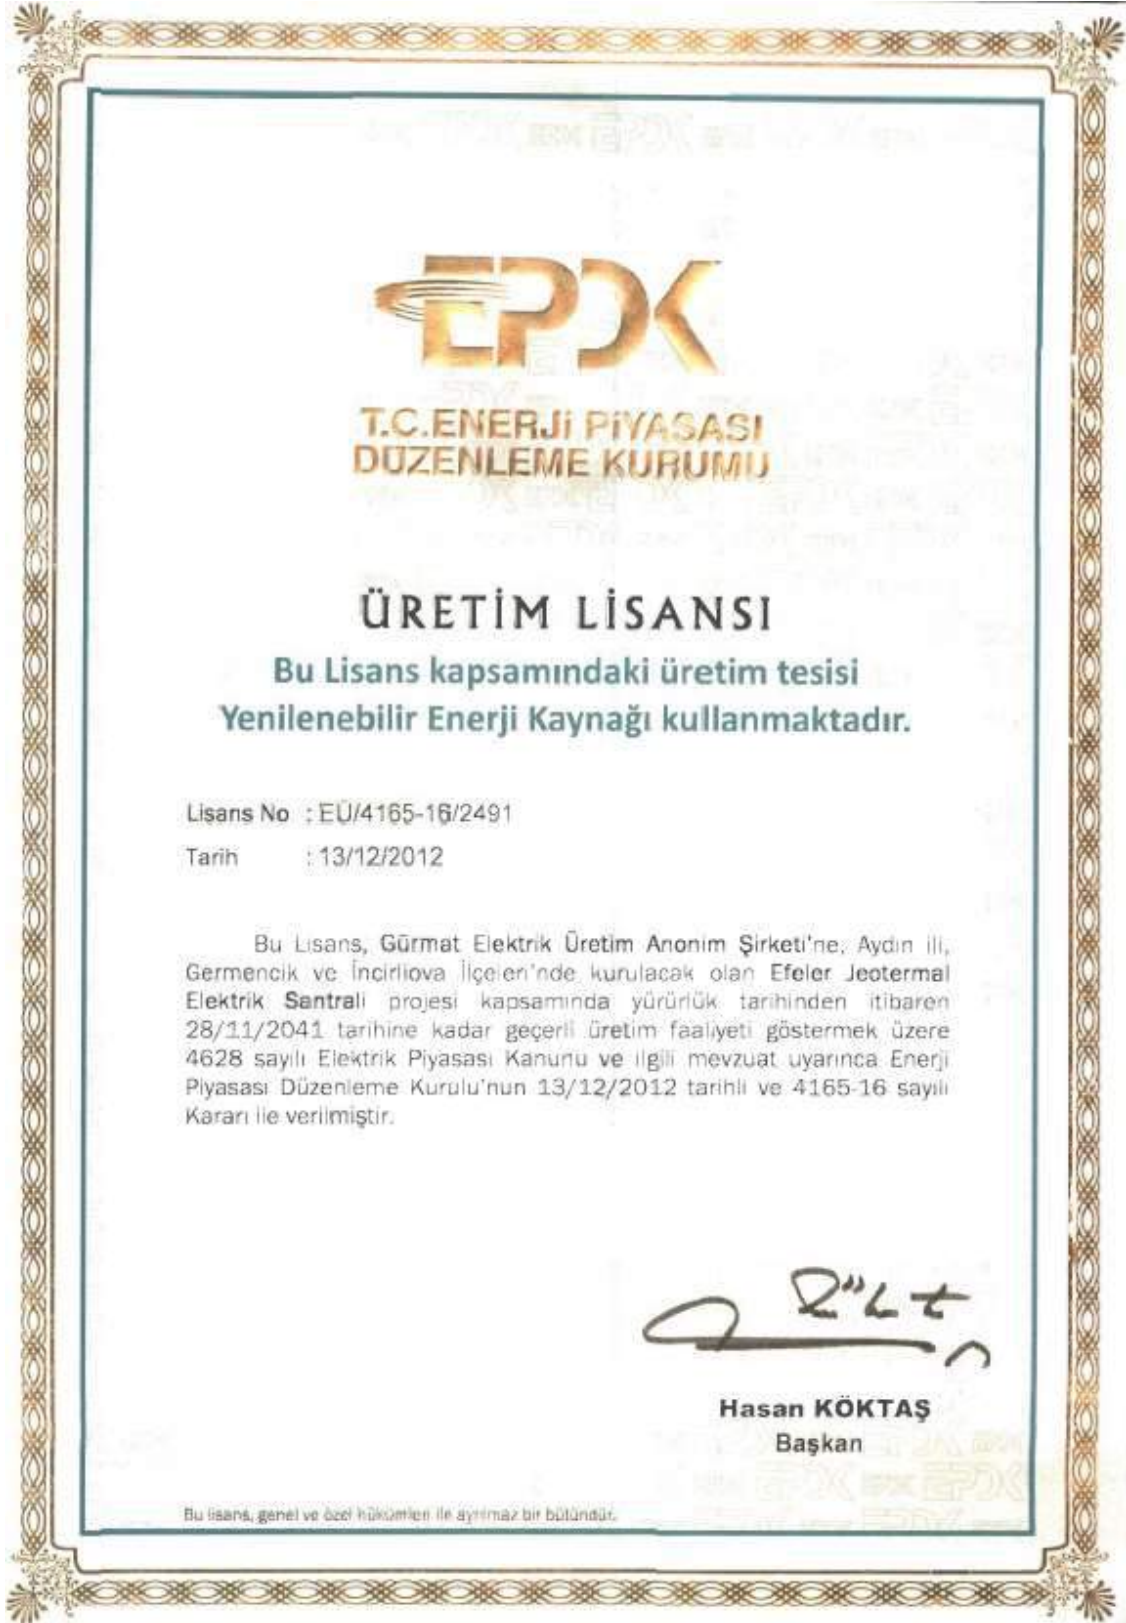 EPDK
T.C.ENERJİ PİYASASI
DÜZENLEME KURUMU
ÜRETİM LİSANSI
Bu Lisans kapsamındaki üretim tesisi
Yenilenebilir Enerji Kaynağı kullanmaktadır.
Lisans No : EÜ/4165-16/2491
Tarih : 13/12/2012
Bu Lisans, Gürmat Elektrik Üretim Anonim Şirketi'ne, Aydın ili,
Germencik ve İncirliova İlçeleri'nde kurulacak olan Efeler Jeotermal
Elektrik Santrali projesi kapsamında yürürlük tarihinden itibaren
28/11/2041 tarihine kadar geçerli üretim faaliyeti göstermek üzere
4628 sayılı Elektrik Piyasası Kanunu ve ilgili mevzuat uyarınca Enerji
Piyasası Düzenleme Kurulu'nun 13/12/2012 tarihli ve 4165-16 sayılı
Kararı ile verilmiştir.
Hasan KÖKTAŞ
Başkan
Bu lisans, genel ve özel hükümleri ile ayrılmaz bir bütündür.